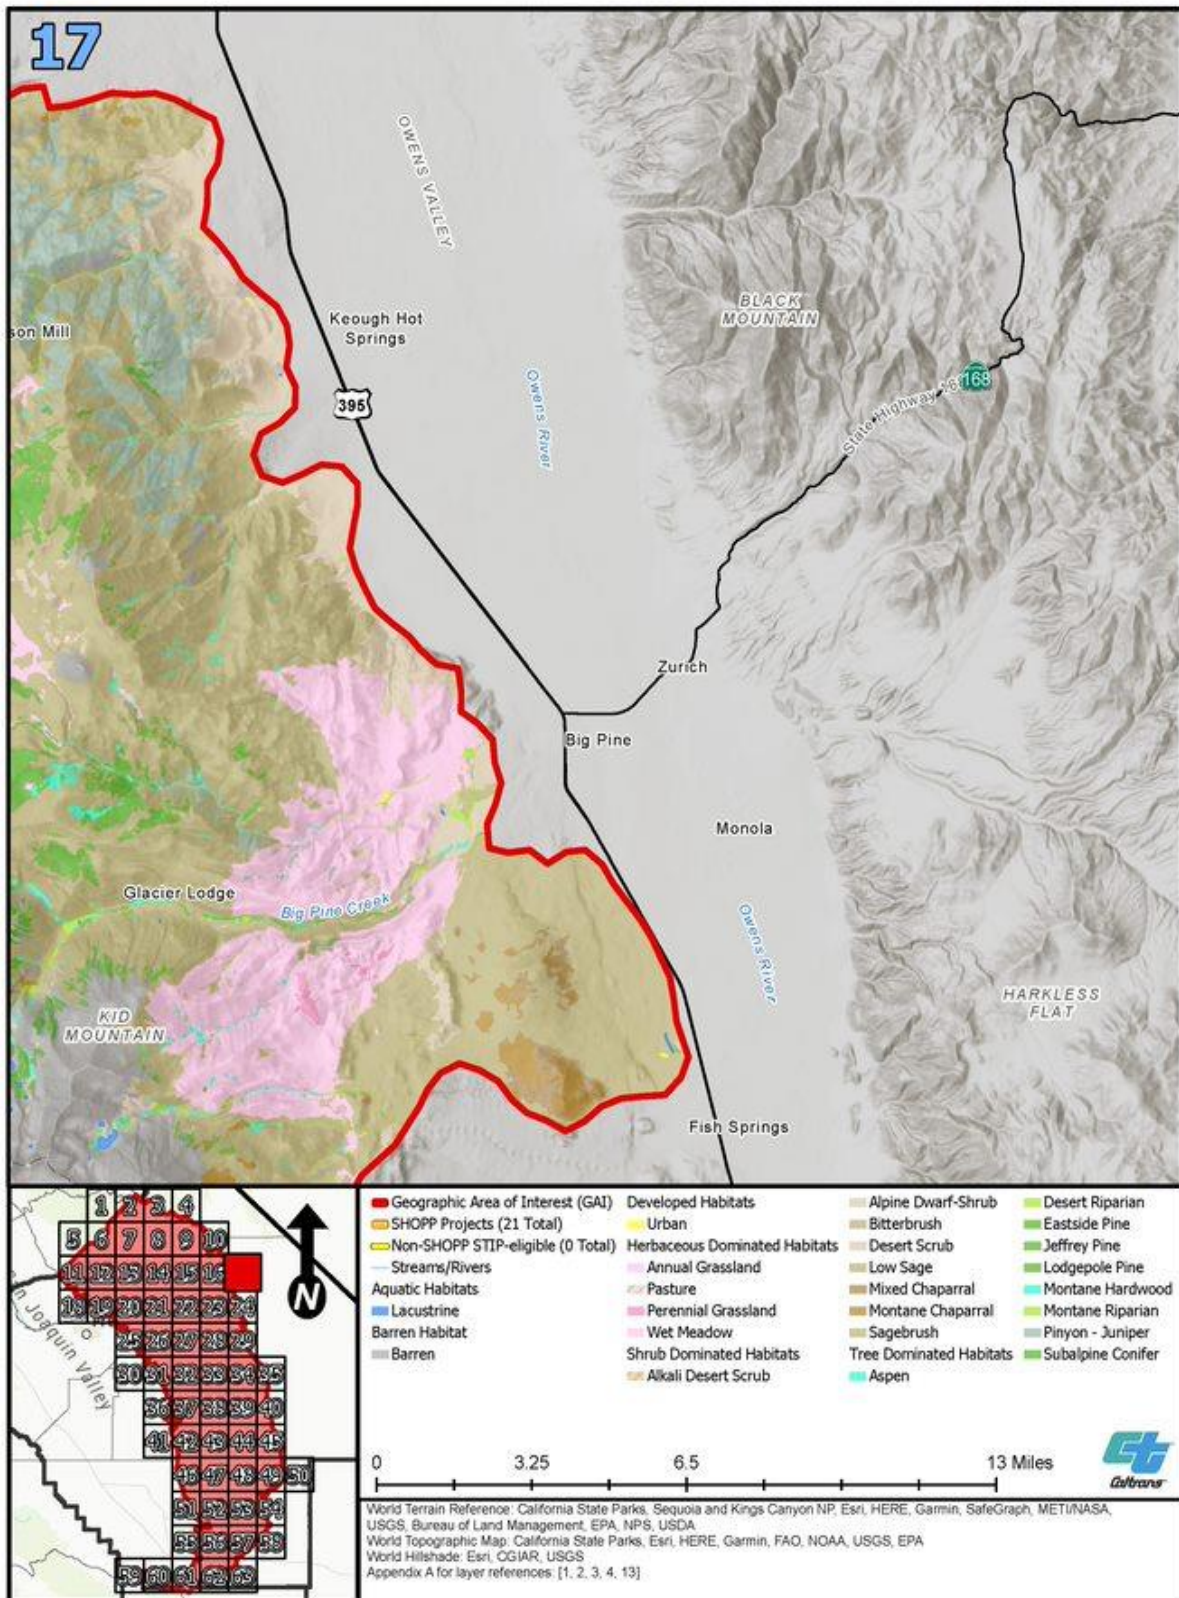 17
OWENS VALLEY
Keough Hot
Springs
son Mill
BLACK
MOUNTAIN
Owens River
395
State Highway 168
168
Zurich
Big Pine
Monola
Glacier Lodge
Big Pine Creek
Owens River
KID
MOUNTAIN
HARKLESS
FLAT
Fish Springs
1 2 3 4
5 6 7 8 9 10
11 12 13 14 15 16
18 19 20 21 22 23 24
25 26 27 28 29
30 31 32 33 34 35
36 37 38 39 40
41 42 43 44 45
46 47 48 49 50
51 52 53 54
55 56 57 58
59 60 61 62 63
n Joaquin Valley
N
Geographic Area of Interest (GAI)
SHOPP Projects (21 Total)
Non-SHOPP STIP-eligible (0 Total)
Streams/Rivers
Aquatic Habitats
Lacustrine
Barren Habitat
Barren
Developed Habitats
Urban
Herbaceous Dominated Habitats
Annual Grassland
Pasture
Perennial Grassland
Wet Meadow
Shrub Dominated Habitats
Alkali Desert Scrub
Alpine Dwarf-Shrub
Bitterbrush
Desert Scrub
Low Sage
Mixed Chaparral
Montane Chaparral
Sagebrush
Tree Dominated Habitats
Aspen
Desert Riparian
Eastside Pine
Jeffrey Pine
Lodgepole Pine
Montane Hardwood
Montane Riparian
Pinyon - Juniper
Subalpine Conifer
0 3.25 6.5 13 Miles
ct
Caltrans
World Terrain Reference: California State Parks, Sequoia and Kings Canyon NP, Esri, HERE, Garmin, SafeGraph, METI/NASA,
USGS, Bureau of Land Management, EPA, NPS, USDA
World Topographic Map: California State Parks, Esri, HERE, Garmin, FAO, NOAA, USGS, EPA
World Hillshade: Esri, CGIAR, USGS
Appendix A for layer references: [1, 2, 3, 4, 13]